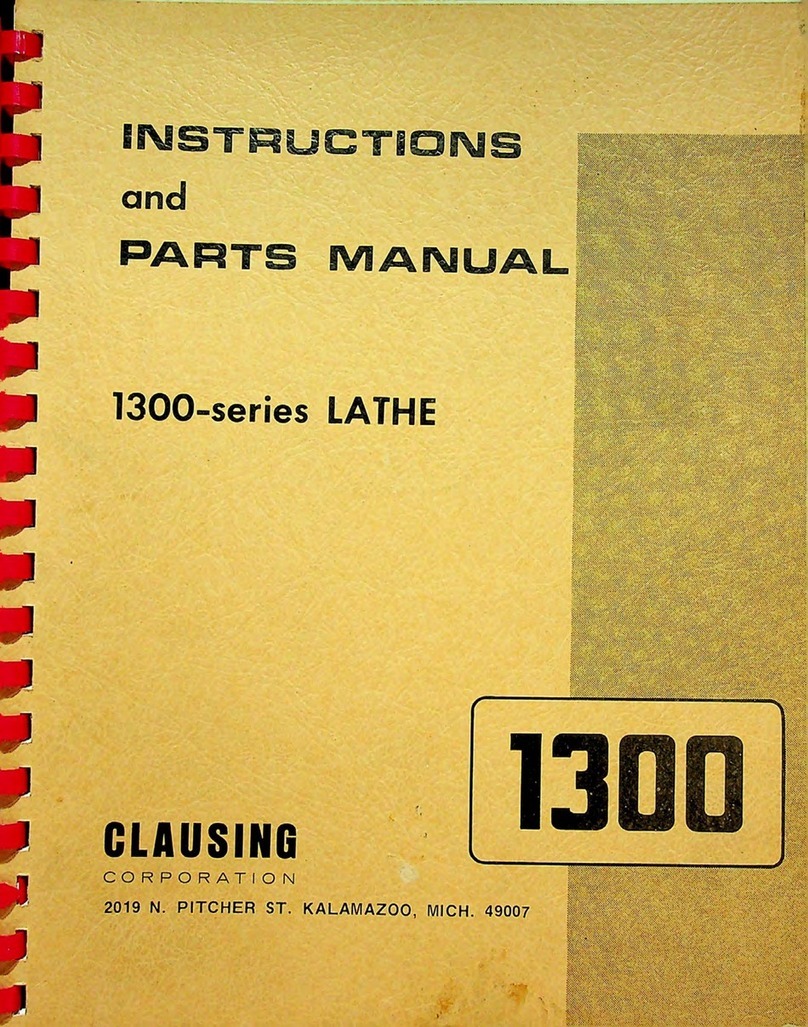 INSTRUCTIONS
and
PARTS MANUAL
1300-series LATHE
1300
CLAUSING
CORPORATION
2019 N. PITCHER ST. KALAMAZOO, MICH. 49007